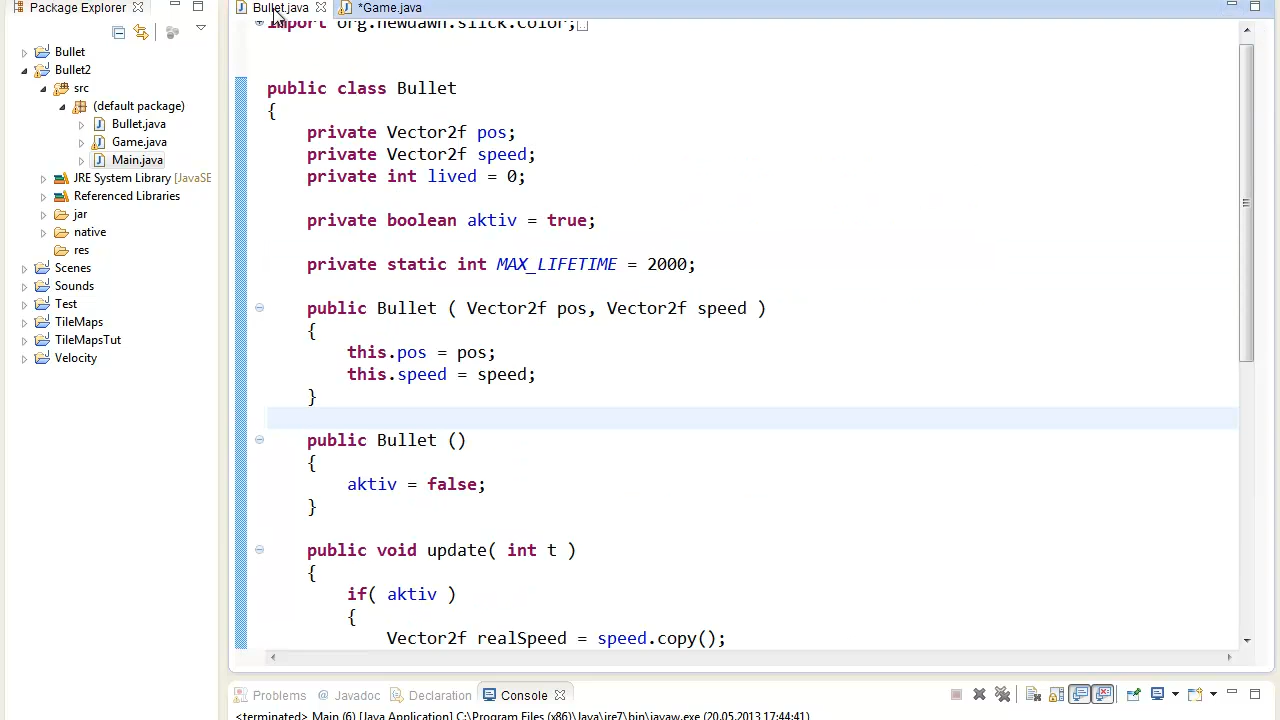 Package Explorer
Bullet
Bullet2
src
(default package)
Bullet.java
Game.java
Main.java
JRE System Library [JavaSE
Referenced Libraries
jar
native
res
Scenes
Sounds
Test
TileMaps
TileMapsTut
Velocity
Bullet.java
*Game.java
import org.newdawn.slick.Color;
public class Bullet
{
private Vector2f pos;
private Vector2f speed;
private int lived = 0;
private boolean aktiv = true;
private static int MAX_LIFETIME = 2000;
public Bullet ( Vector2f pos, Vector2f speed )
{
this.pos = pos;
this.speed = speed;
}
public Bullet ()
{
aktiv = false;
}
public void update( int t )
{
if( aktiv )
{
Vector2f realSpeed = speed.copy();
Problems
Javadoc
Declaration
Console
<terminated> Main (6) [Java Application] C:\Program Files (x86)\Java\jre7\bin\javaw.exe (20.05.2013 17:44:41)